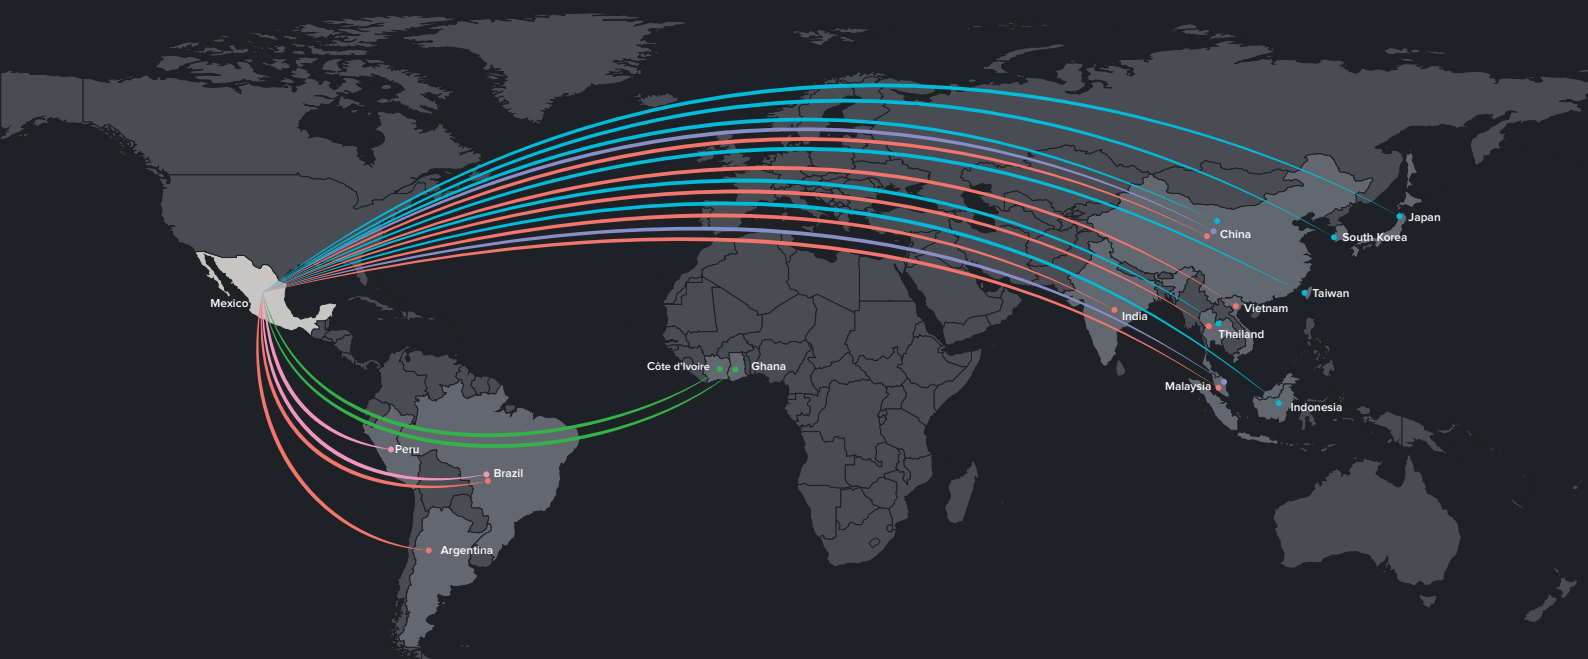 Japan
China
South Korea
Mexico
Taiwan
Vietnam
India
Thailand
Côte d'Ivoire
Ghana
Malaysia
Indonesia
Peru
Brazil
Argentina